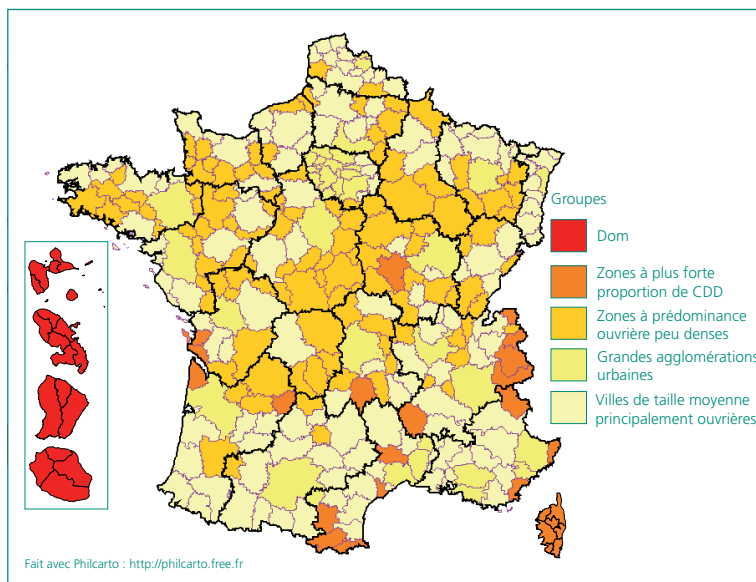 Groupes
Dom
Zones à plus forte
proportion de CDD
Zones à prédominance
ouvrière peu denses
Grandes agglomérations
urbaines
Villes de taille moyenne
principalement ouvrières
Fait avec Philcarto : http://philcarto.free.fr